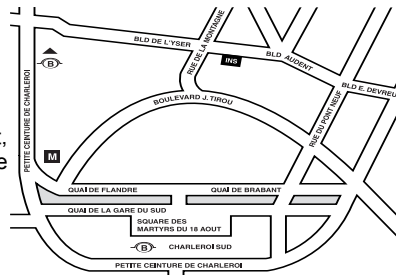 BLD DE L'YSER
RUE DE LA MONTAGNE
INS
BLD AUDENT
BLD E. DEVREU
B
PETITE CEINTURE DE CHARLEROI
BOULEVARD J. TIROU
RUE DU PONT NEUF
M
,
e
QUAI DE FLANDRE
QUAI DE BRABANT
QUAI DE LA GARE DU SUD
SQUARE DES
MARTYRS DU 18 AOUT
B
CHARLEROI SUD
PETITE CEINTURE DE CHARLEROI